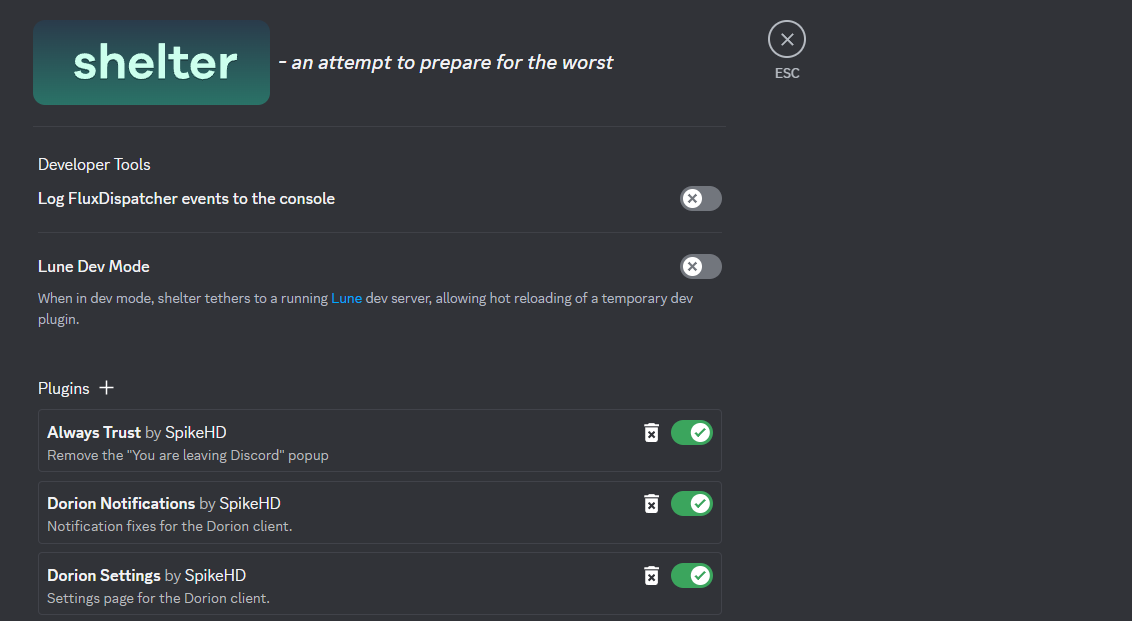 shelter - an attempt to prepare for the worst
ESC
Developer Tools
Log FluxDispatcher events to the console
Lune Dev Mode
When in dev mode, shelter tethers to a running Lune dev server, allowing hot reloading of a temporary dev
plugin.
Plugins
Always Trust by SpikeHD
Remove the "You are leaving Discord" popup
Dorion Notifications by SpikeHD
Notification fixes for the Dorion client.
Dorion Settings by SpikeHD
Settings page for the Dorion client.